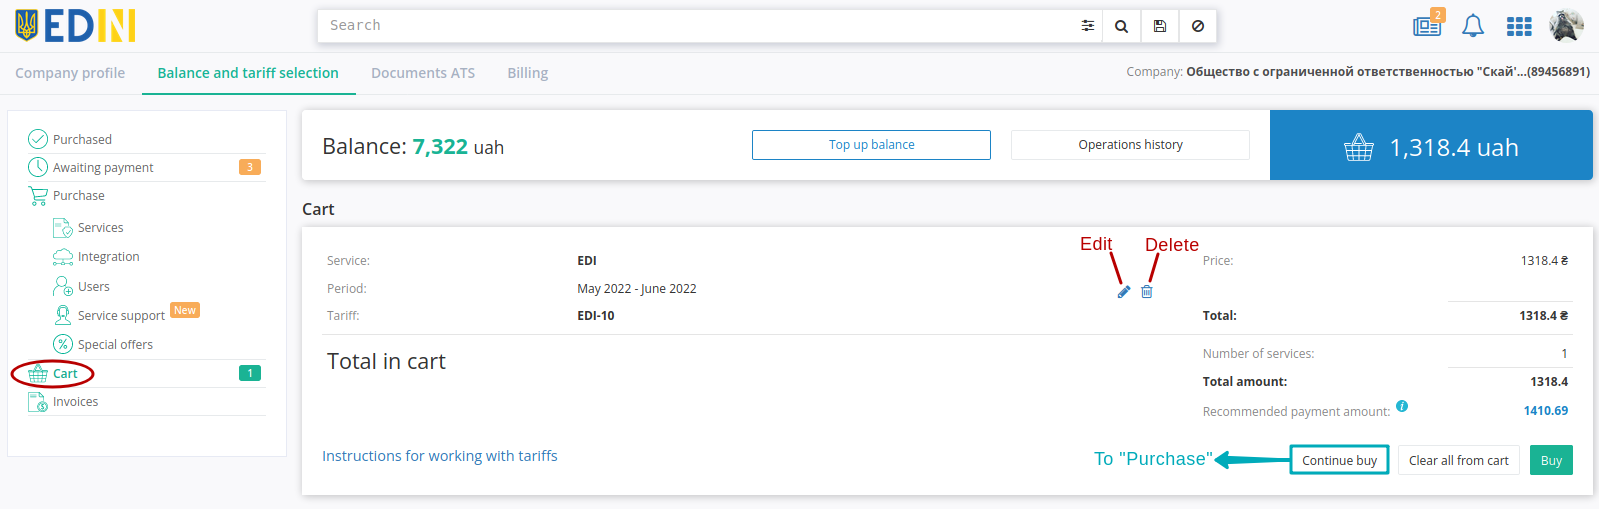 EDIN
Search
2
Company profile
Balance and tariff selection
Documents ATS
Billing
Company: Общество с ограниченной ответственностью "Скай'...(89456891)
Purchased
Awaiting payment 3
Purchase
Services
Integration
Users
Service support New
Special offers
Cart 1
Invoices
Balance: 7,322 uah
Top up balance
Operations history
1,318.4 uah
Cart
Edit Delete
Service: EDI Price: 1318.4 ₴
Period: May 2022 - June 2022
Tariff: EDI-10 Total: 1318.4 ₴
Total in cart
Number of services: 1
Total amount: 1318.4
Recommended payment amount: i 1410.69
Instructions for working with tariffs
To "Purchase"
Continue buy
Clear all from cart
Buy